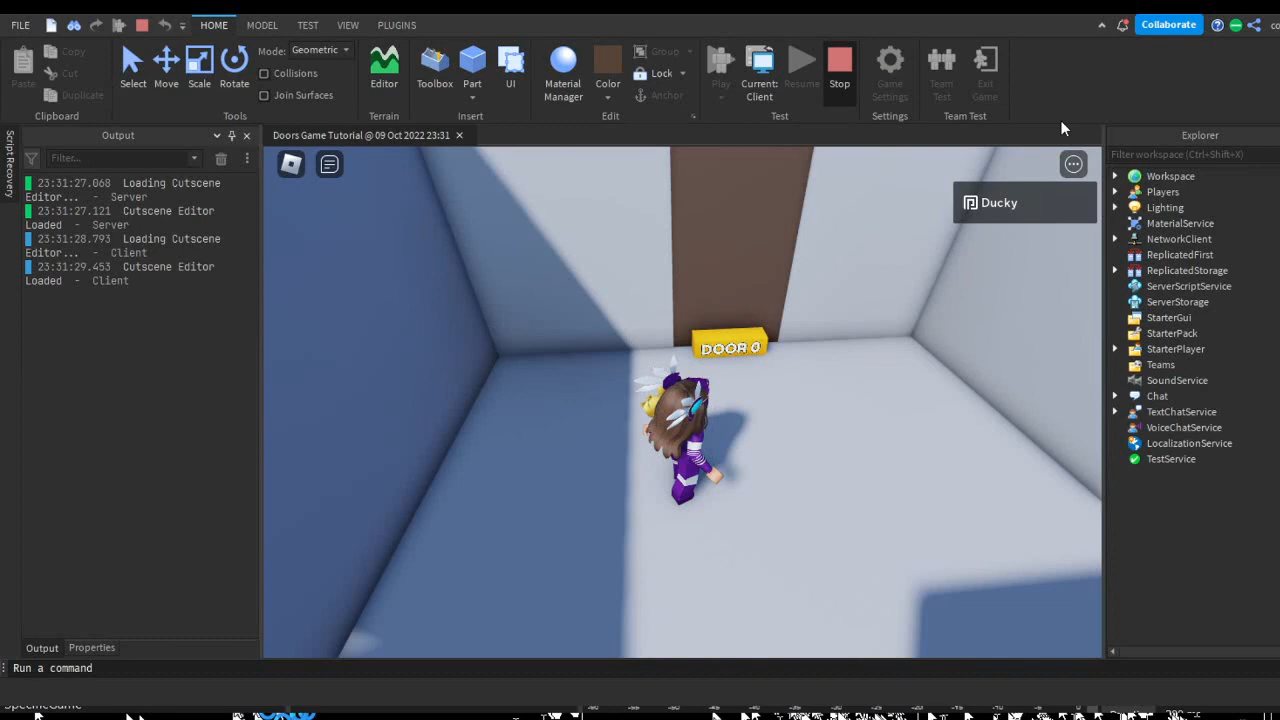 FILE HOME MODEL TEST VIEW PLUGINS Collaborate
Paste Copy Cut Duplicate
Select Move Scale Rotate
Mode: Geometric
Collisions
Join Surfaces
Editor Toolbox Part UI
Material Manager Color
Group Lock Anchor
Play Current: Client Resume Stop
Game Settings Team Test Exit Game
Clipboard Tools Terrain Insert Edit Test Settings Team Test
Script Recovery
Output
Filter...
23:31:27.068 Loading Cutscene
Editor... - Server
23:31:27.121 Cutscene Editor
Loaded - Server
23:31:28.793 Loading Cutscene
Editor... - Client
23:31:29.453 Cutscene Editor
Loaded - Client
Output Properties
Run a command
Doors Game Tutorial @ 09 Oct 2022 23:31
Ducky
DOOR 0
Explorer
Filter workspace (Ctrl+Shift+X)
Workspace
Players
Lighting
MaterialService
NetworkClient
ReplicatedFirst
ReplicatedStorage
ServerScriptService
ServerStorage
StarterGui
StarterPack
StarterPlayer
Teams
SoundService
Chat
TextChatService
VoiceChatService
LocalizationService
TestService